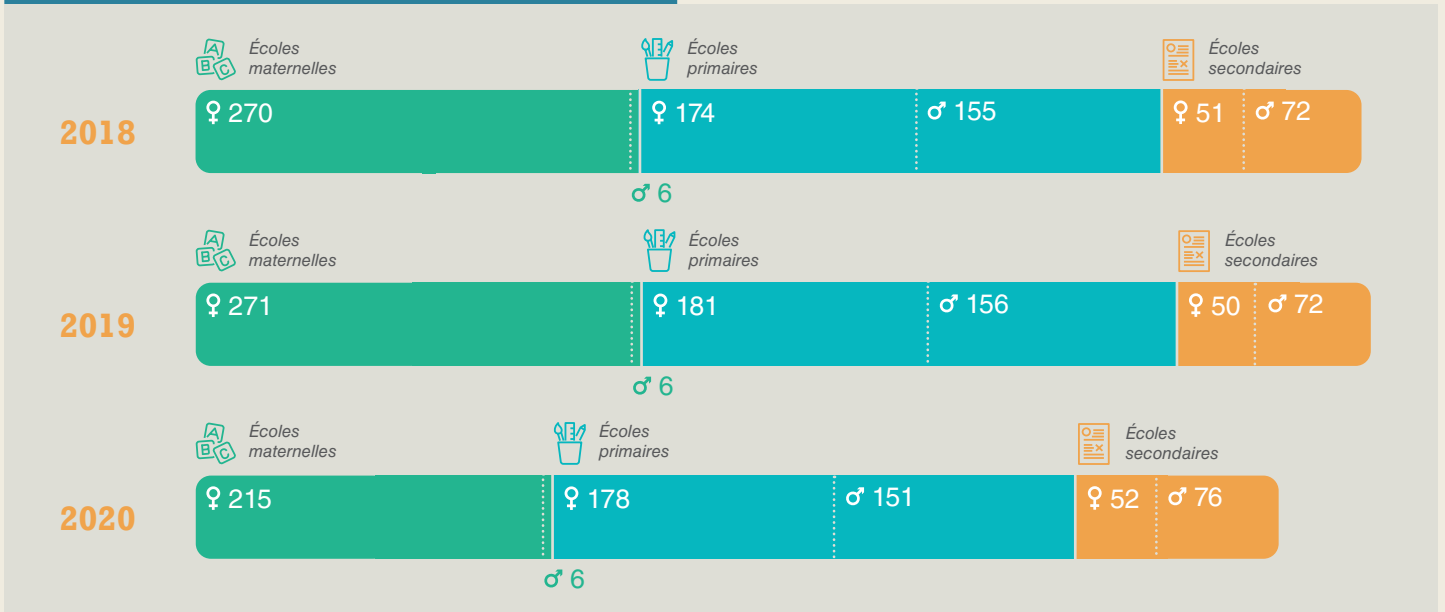 Écoles
maternelles
Écoles
primaires
Écoles
secondaires
2018
♀ 270
♀ 174
♂ 155
♀ 51
♂ 72
♂ 6
Écoles
maternelles
Écoles
primaires
Écoles
secondaires
2019
♀ 271
♀ 181
♂ 156
♀ 50
♂ 72
♂ 6
Écoles
maternelles
Écoles
primaires
Écoles
secondaires
2020
♀ 215
♀ 178
♂ 151
♀ 52
♂ 76
♂ 6